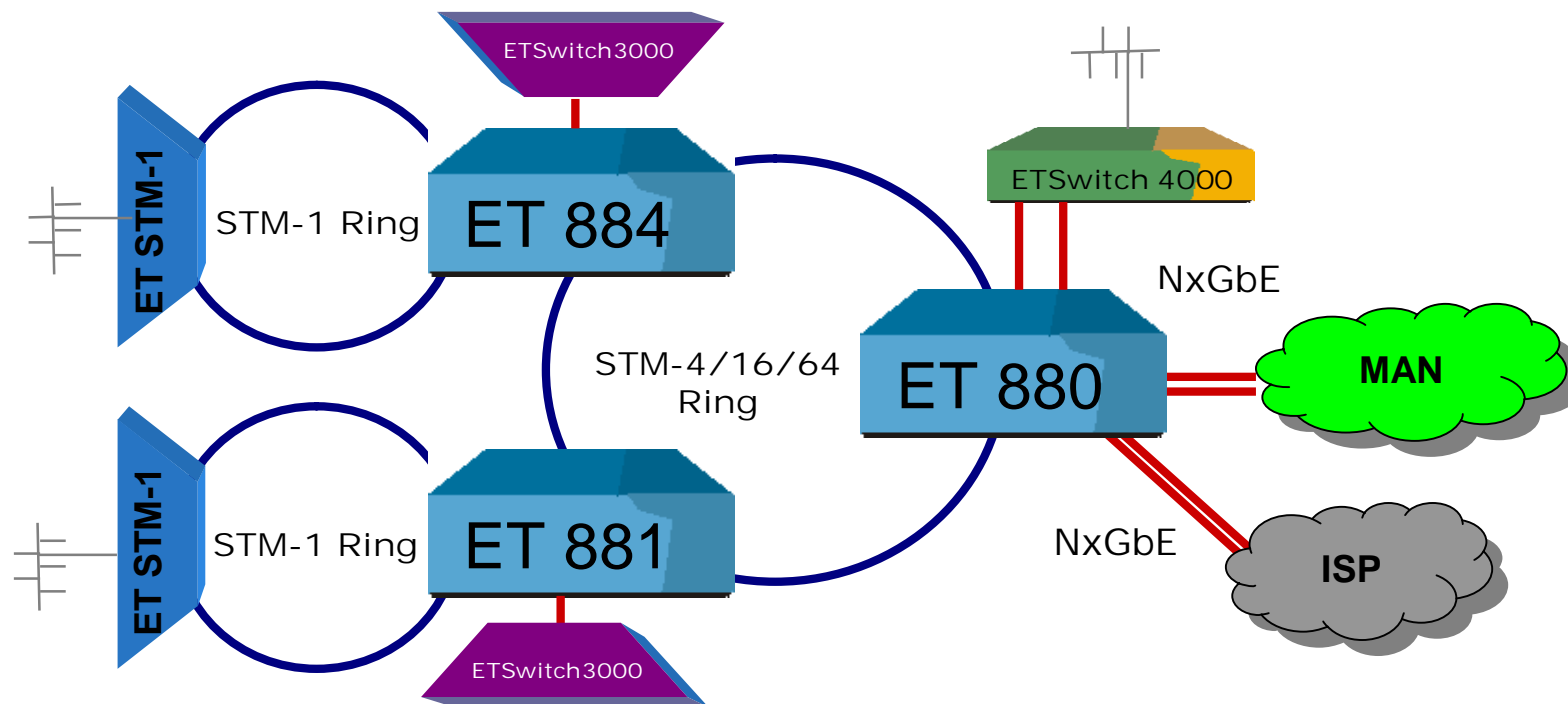 ETSwitch3000
ETSwitch 4000
ET STM-1
STM-1 Ring
ET 884
NxGbE
STM-4/16/64
Ring
ET 880
MAN
ET STM-1
STM-1 Ring
ET 881
NxGbE
ISP
ETSwitch3000